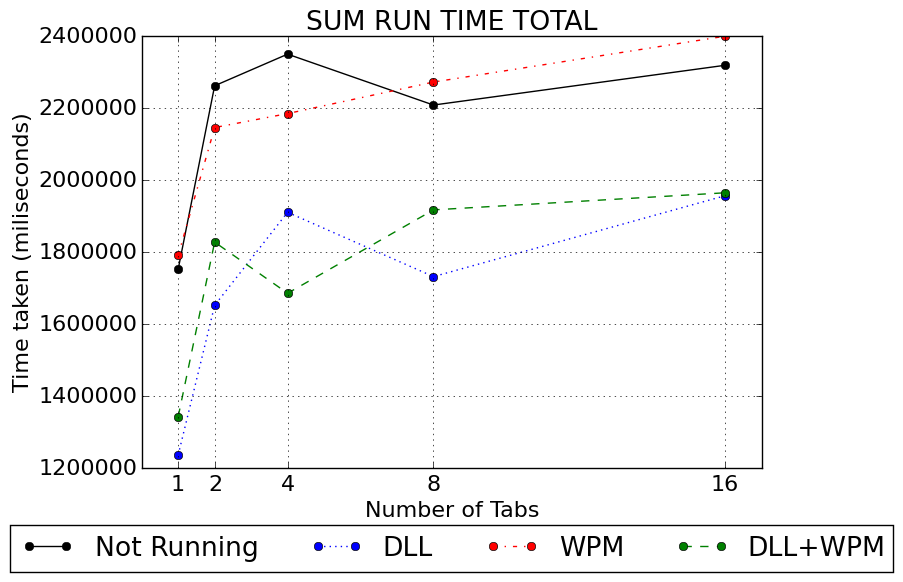 SUM RUN TIME TOTAL
2400000
2200000
2000000
1800000
1600000
1400000
1200000
Time taken (miliseconds)
1 2 4 8 16
Number of Tabs
Not Running DLL WPM DLL+WPM